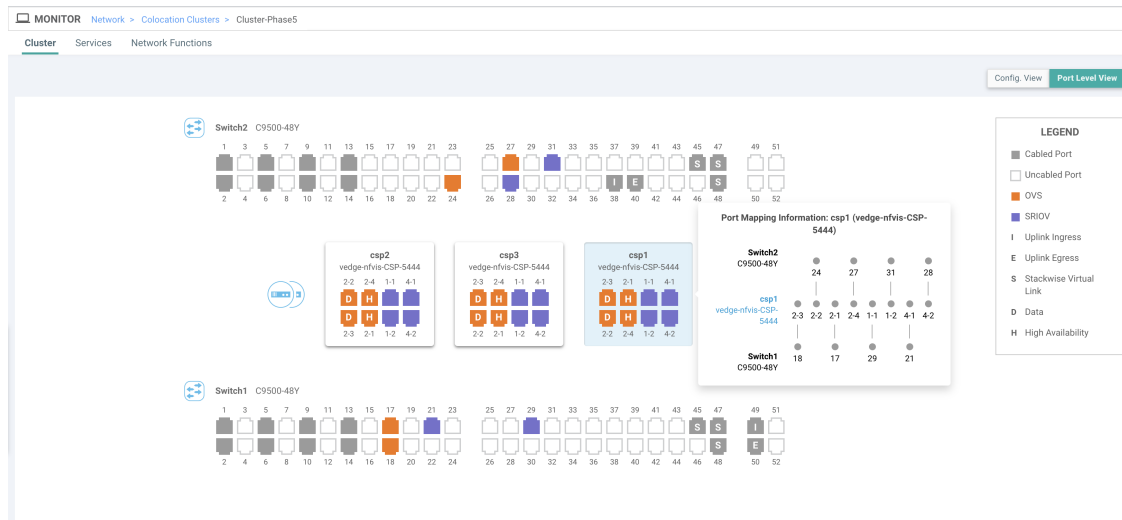 MONITOR Network > Colocation Clusters > Cluster-Phase5
Cluster Services Network Functions
Config. View Port Level View
Switch2 C9500-48Y
1 3 5 7 9 11 13 15 17 19 21 23 25 27 29 31 33 35 37 39 41 43 45 47 49 51
S S
I E S
2 4 6 8 10 12 14 16 18 20 22 24 26 28 30 32 34 36 38 40 42 44 46 48 50 52
csp2
vedge-nfvis-CSP-5444
2-2 2-4 1-1 4-1
D H
D H
2-3 2-1 1-2 4-2
csp3
vedge-nfvis-CSP-5444
2-3 2-4 1-1 4-1
D H
D H
2-2 2-1 1-2 4-2
csp1
vedge-nfvis-CSP-5444
2-3 2-1 1-1 4-1
D H
D H
2-2 2-4 1-2 4-2
Port Mapping Information: csp1 (vedge-nfvis-CSP-
5444)
Switch2
C9500-48Y
24 27 31 28
csp1
vedge-nfvis-CSP-
5444
2-3 2-2 2-1 2-4 1-1 1-2 4-1 4-2
Switch1
C9500-48Y
18 17 29 21
Switch1 C9500-48Y
1 3 5 7 9 11 13 15 17 19 21 23 25 27 29 31 33 35 37 39 41 43 45 47 49 51
S S I
S E
2 4 6 8 10 12 14 16 18 20 22 24 26 28 30 32 34 36 38 40 42 44 46 48 50 52
LEGEND
Cabled Port
Uncabled Port
OVS
SRIOV
I Uplink Ingress
E Uplink Egress
S Stackwise Virtual
Link
D Data
H High Availability